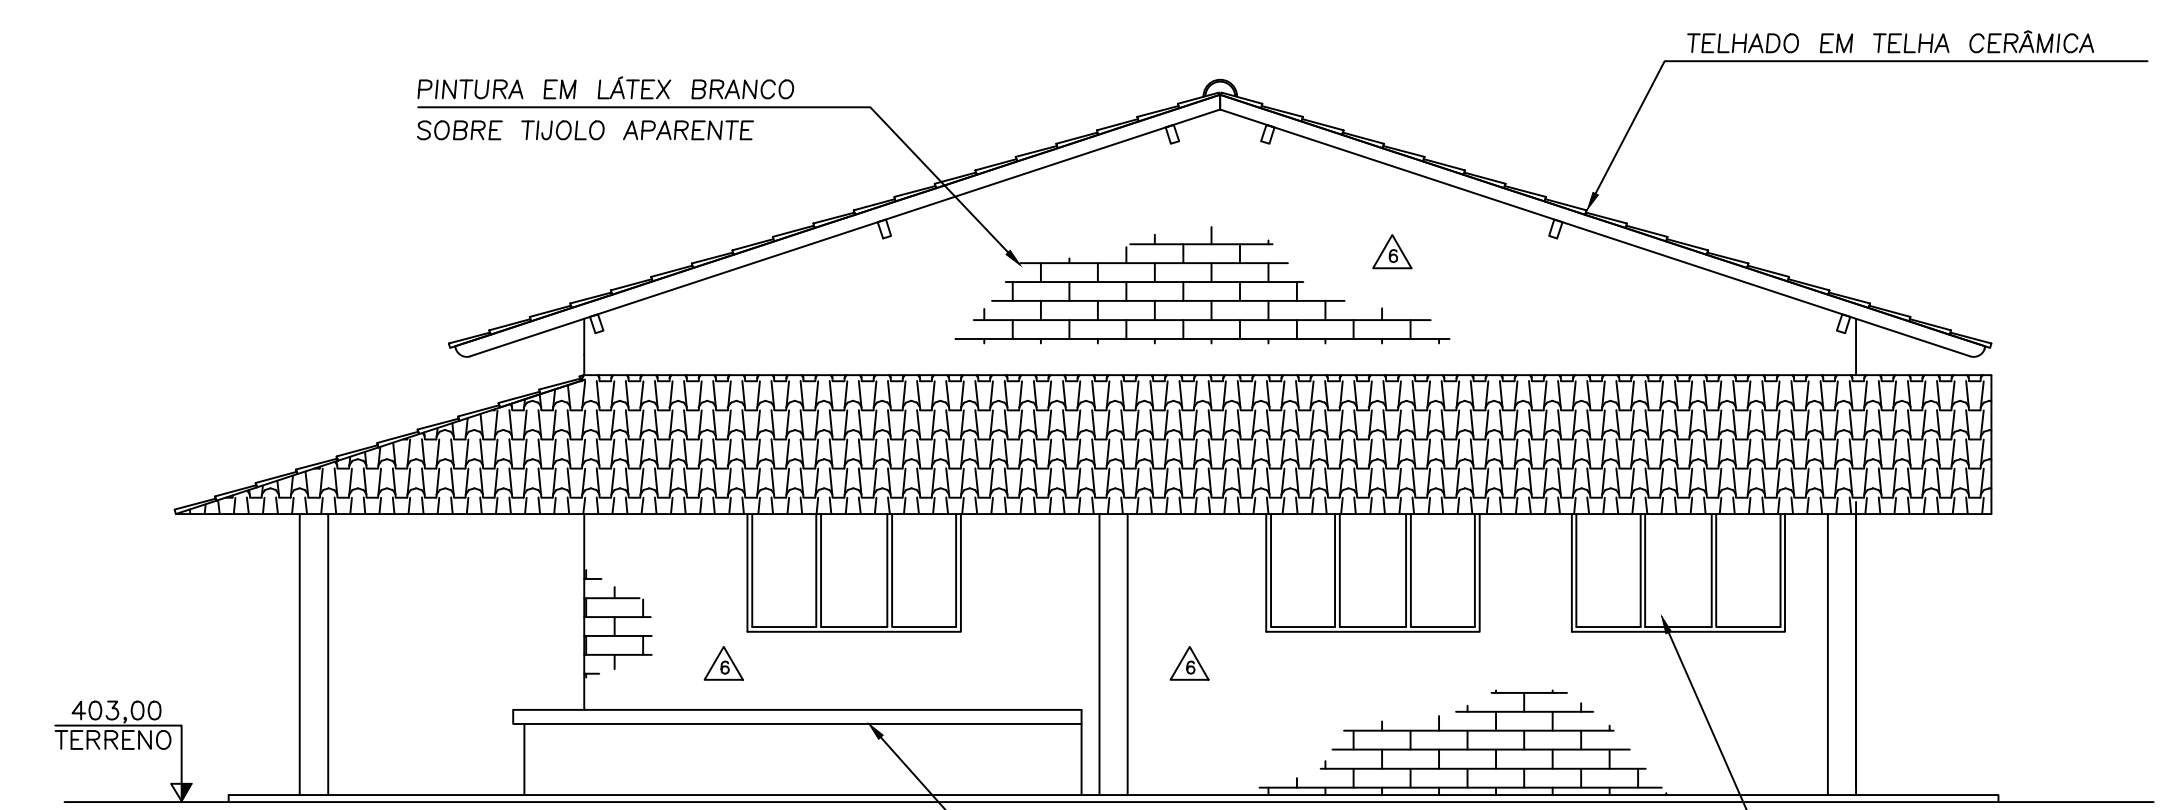 TELHADO EM TELHA CERÂMICA
PINTURA EM LÁTEX BRANCO
SOBRE TIJOLO APARENTE
6
6
6
403,00
TERRENO